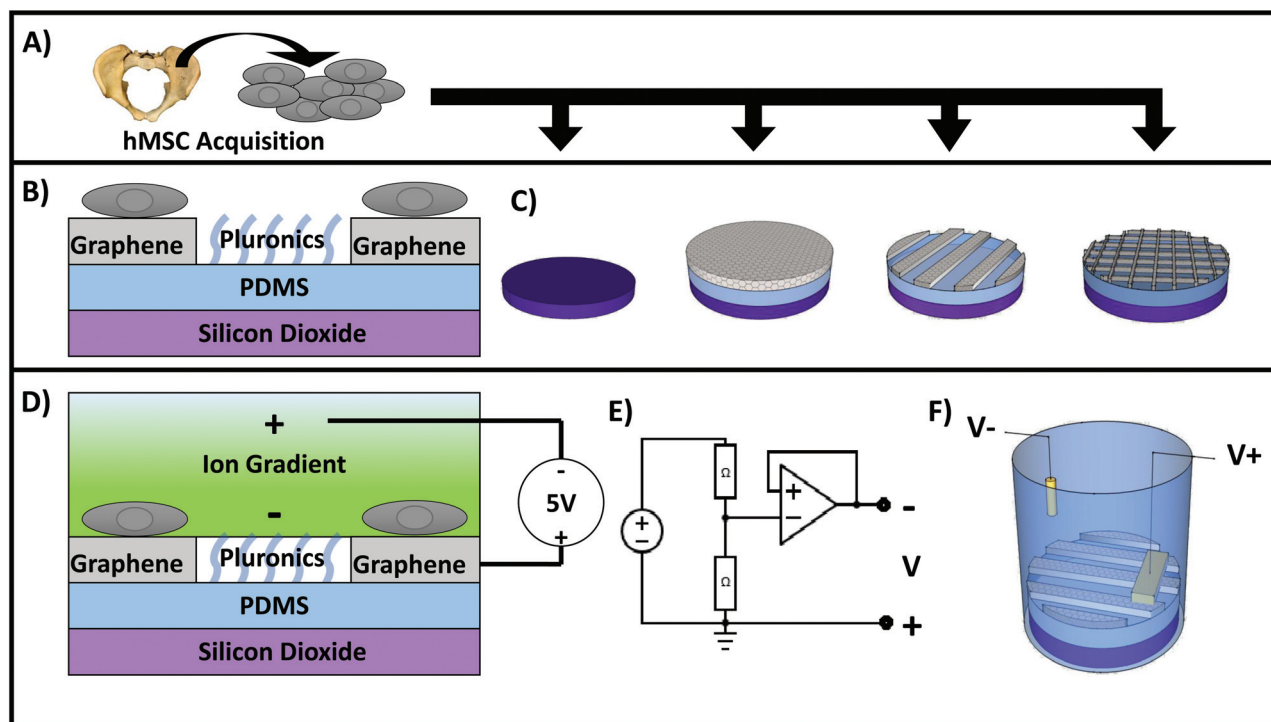 A)
hMSC Acquisition
B)
Graphene
Pluronics
Graphene
PDMS
Silicon Dioxide
C)
D)
+
Ion Gradient
-
Graphene
Pluronics
Graphene
PDMS
Silicon Dioxide
-
5V
+
E)
Ω
Ω
+
-
+
-
-
V
+
F)
V-
V+